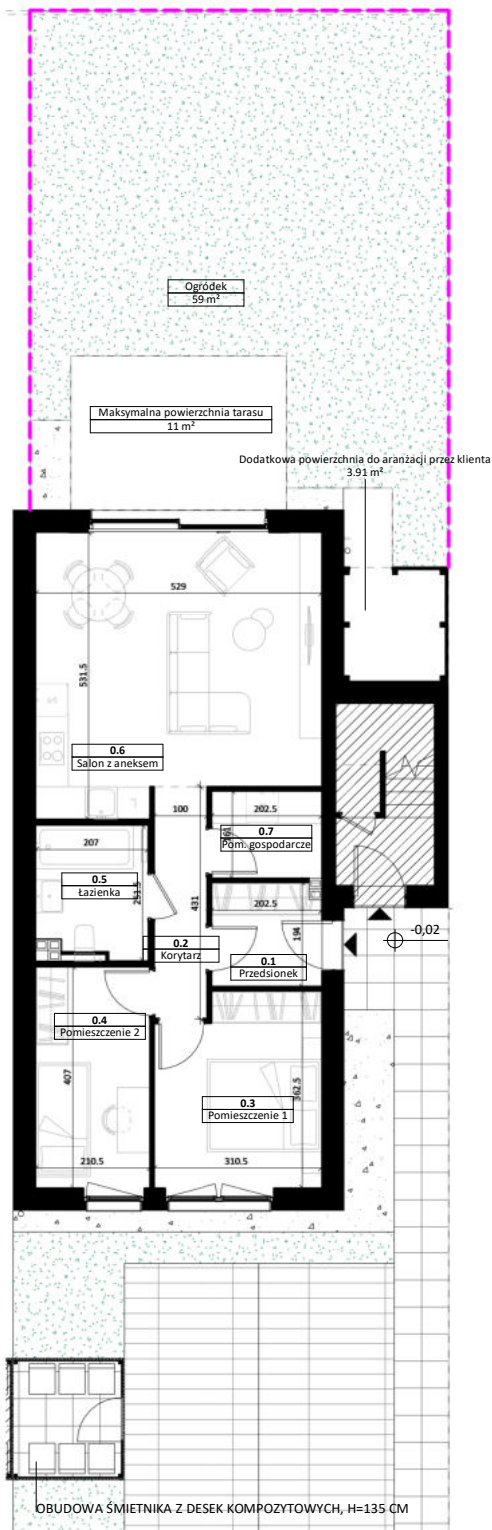 Ogródek
59 m²
Maksymalna powierzchnia tarasu
11 m²
Dodatkowa powierzchnia do aranżacji przez klienta
3.91 m²
529
531.5
0.6
Salon z aneksem
100
202.5
161
0.7
Pom. gospodarcze
207
251.5
0.5
Łazienka
431
202.5
194
-0,02
0.2
Korytarz
0.1
Przedsionek
0.4
Pomieszczenie 2
407
362.5
0.3
Pomieszczenie 1
210.5
310.5
OBUDOWA ŚMIETNIKA Z DESEK KOMPOZYTOWYCH, H=135 CM